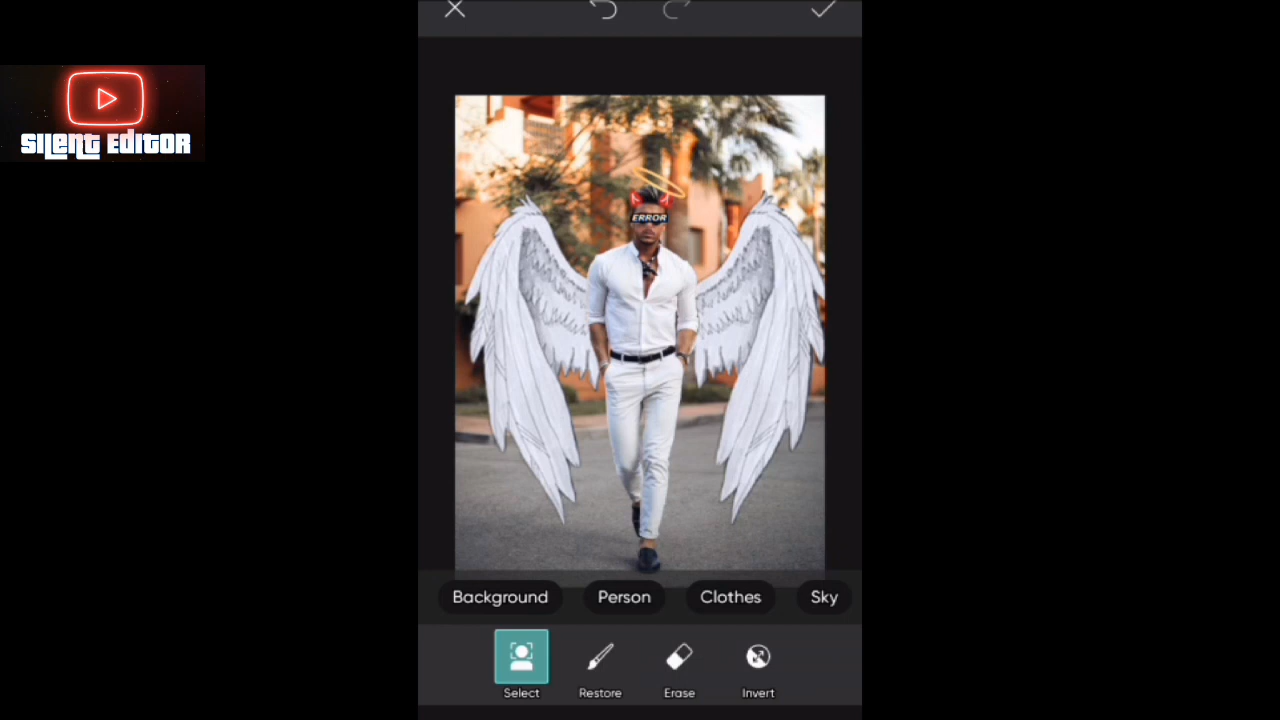 SILENT EDITOR
ERROR
Background
Person
Clothes
Sky
Select
Restore
Erase
Invert